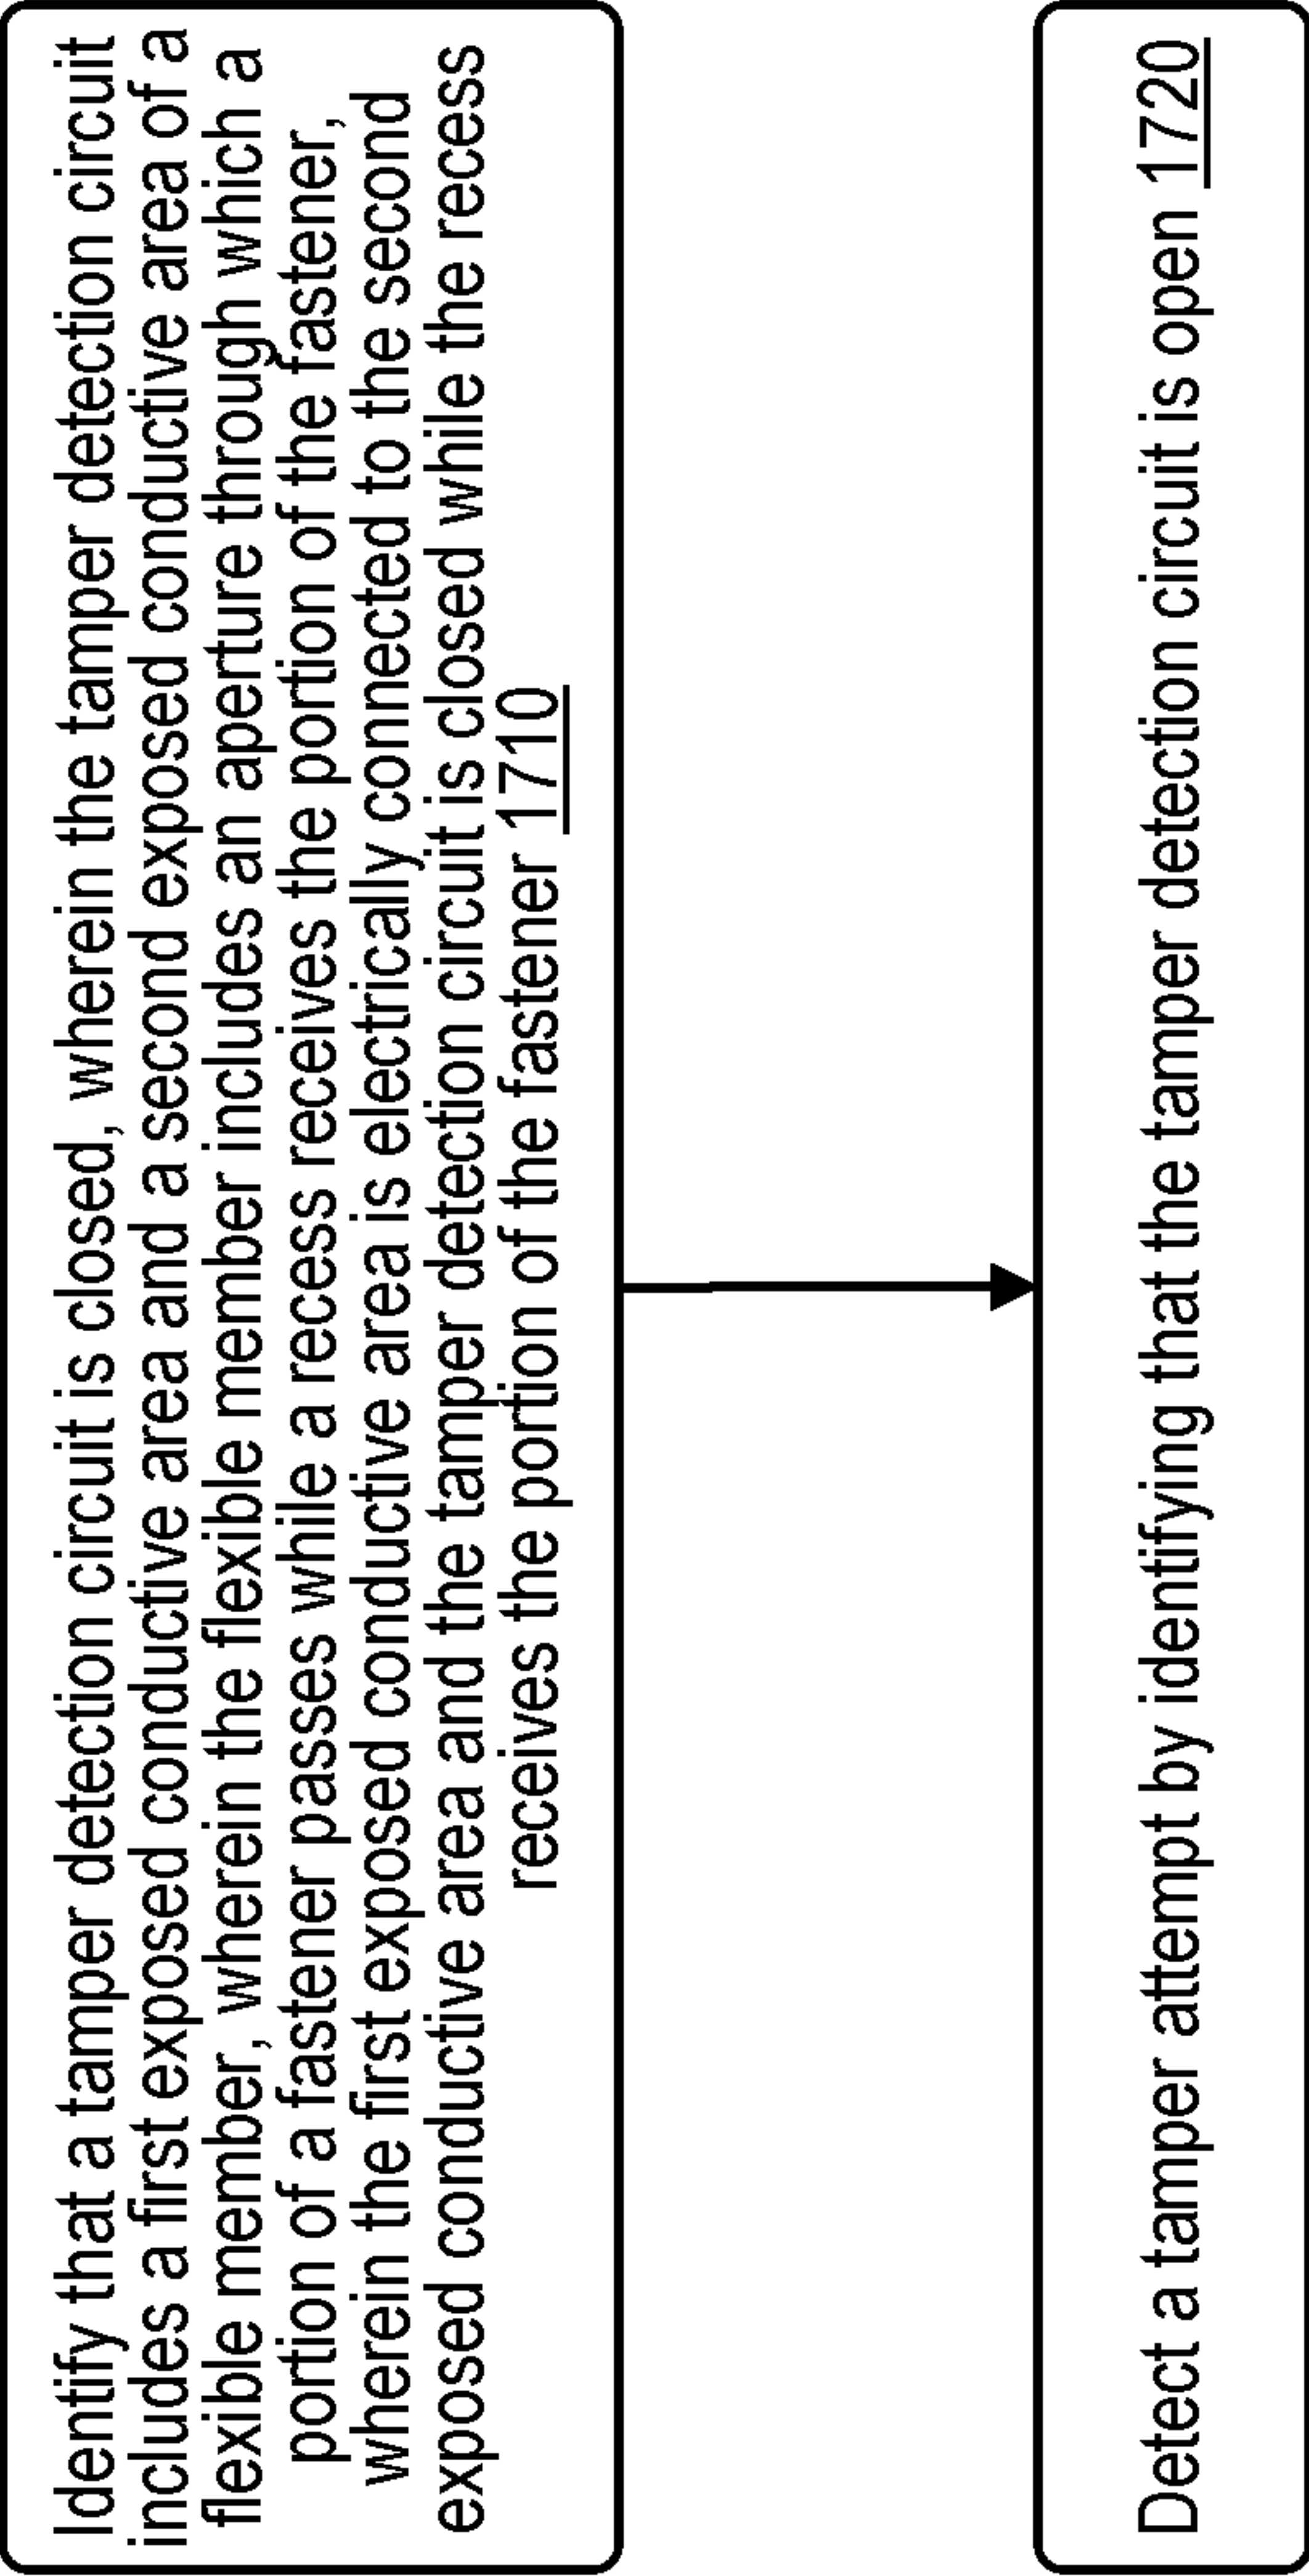 Identify that a tamper detection circuit is closed, wherein the tamper detection circuit
includes a first exposed conductive area and a second exposed conductive area of a
flexible member, wherein the flexible member includes an aperture through which a
portion of a fastener passes while a recess receives the portion of the fastener,
wherein the first exposed conductive area is electrically connected to the second
exposed conductive area and the tamper detection circuit is closed while the recess
receives the portion of the fastener 1710
Detect a tamper attempt by identifying that the tamper detection circuit is open 1720